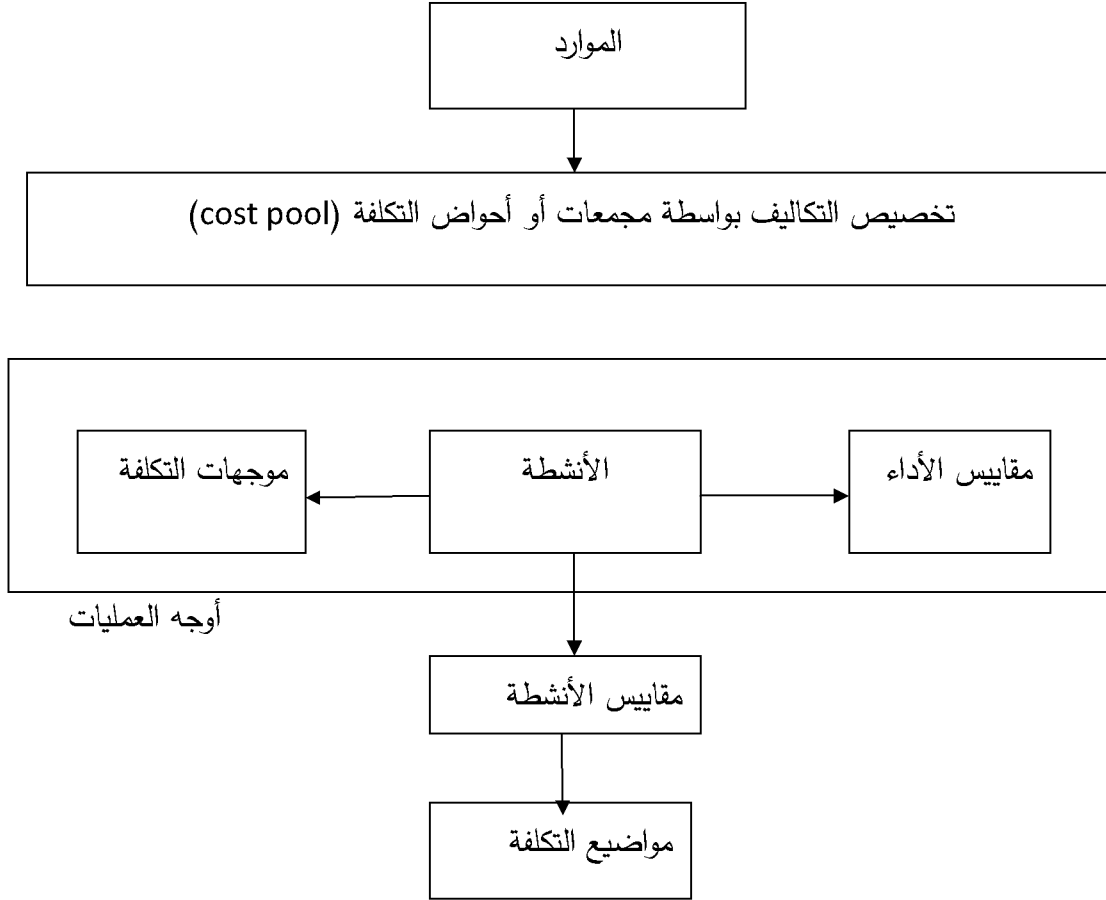 الموارد
تخصيص التكاليف بواسطة مجمعات أو أحواض التكلفة (cost pool)
مقاييس الأداء
الأنشطة
موجهات التكلفة
أوجه العمليات
مقاييس الأنشطة
مواضيع التكلفة